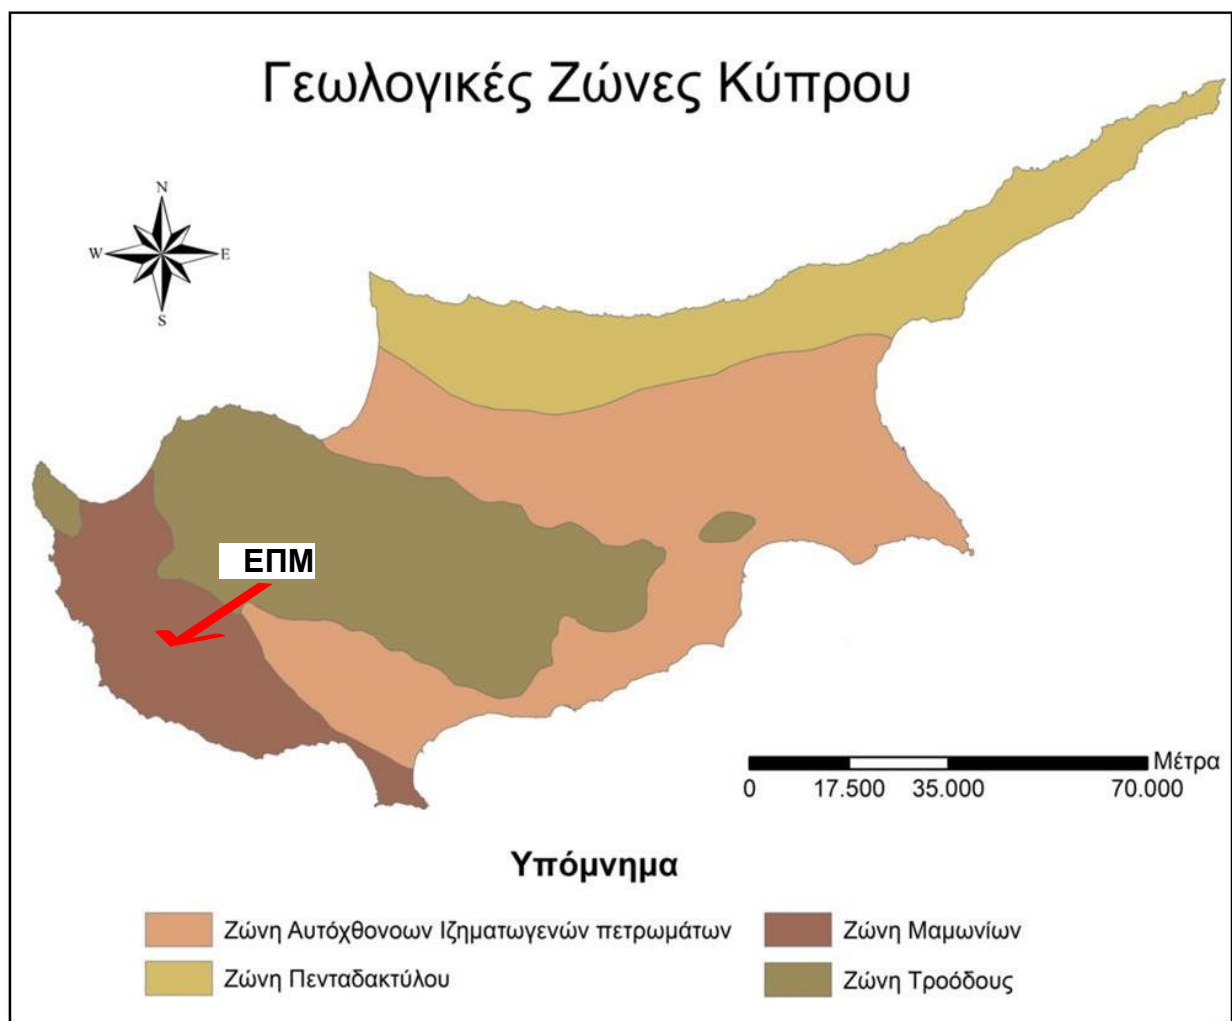 Γεωλογικές Ζώνες Κύπρου
N
W E
S
ΕΠΜ
Μέτρα
0 17.500 35.000 70.000
Υπόμνημα
Ζώνη Αυτόχθονοων Ιζηματωγενών πετρωμάτων
Ζώνη Μαμωνίων
Ζώνη Πενταδακτύλου
Ζώνη Τροόδους